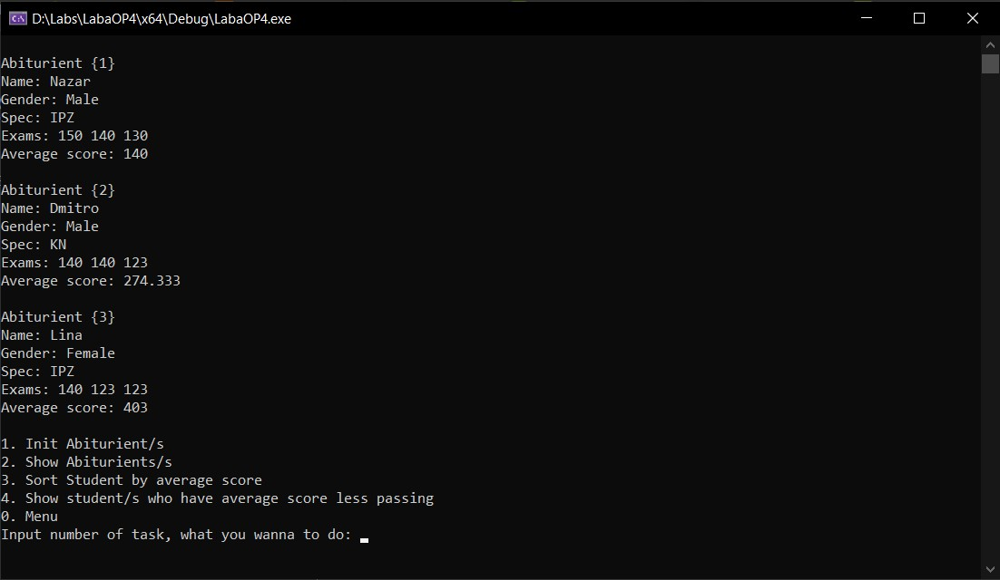 D:\Labs\LabaOP4\x64\Debug\LabaOP4.exe
Abiturient {1}
Name: Nazar
Gender: Male
Spec: IPZ
Exams: 150 140 130
Average score: 140
Abiturient {2}
Name: Dmitro
Gender: Male
Spec: KN
Exams: 140 140 123
Average score: 274.333
Abiturient {3}
Name: Lina
Gender: Female
Spec: IPZ
Exams: 140 123 123
Average score: 403
1. Init Abiturient/s
2. Show Abiturients/s
3. Sort Student by average score
4. Show student/s who have average score less passing
0. Menu
Input number of task, what you wanna to do: